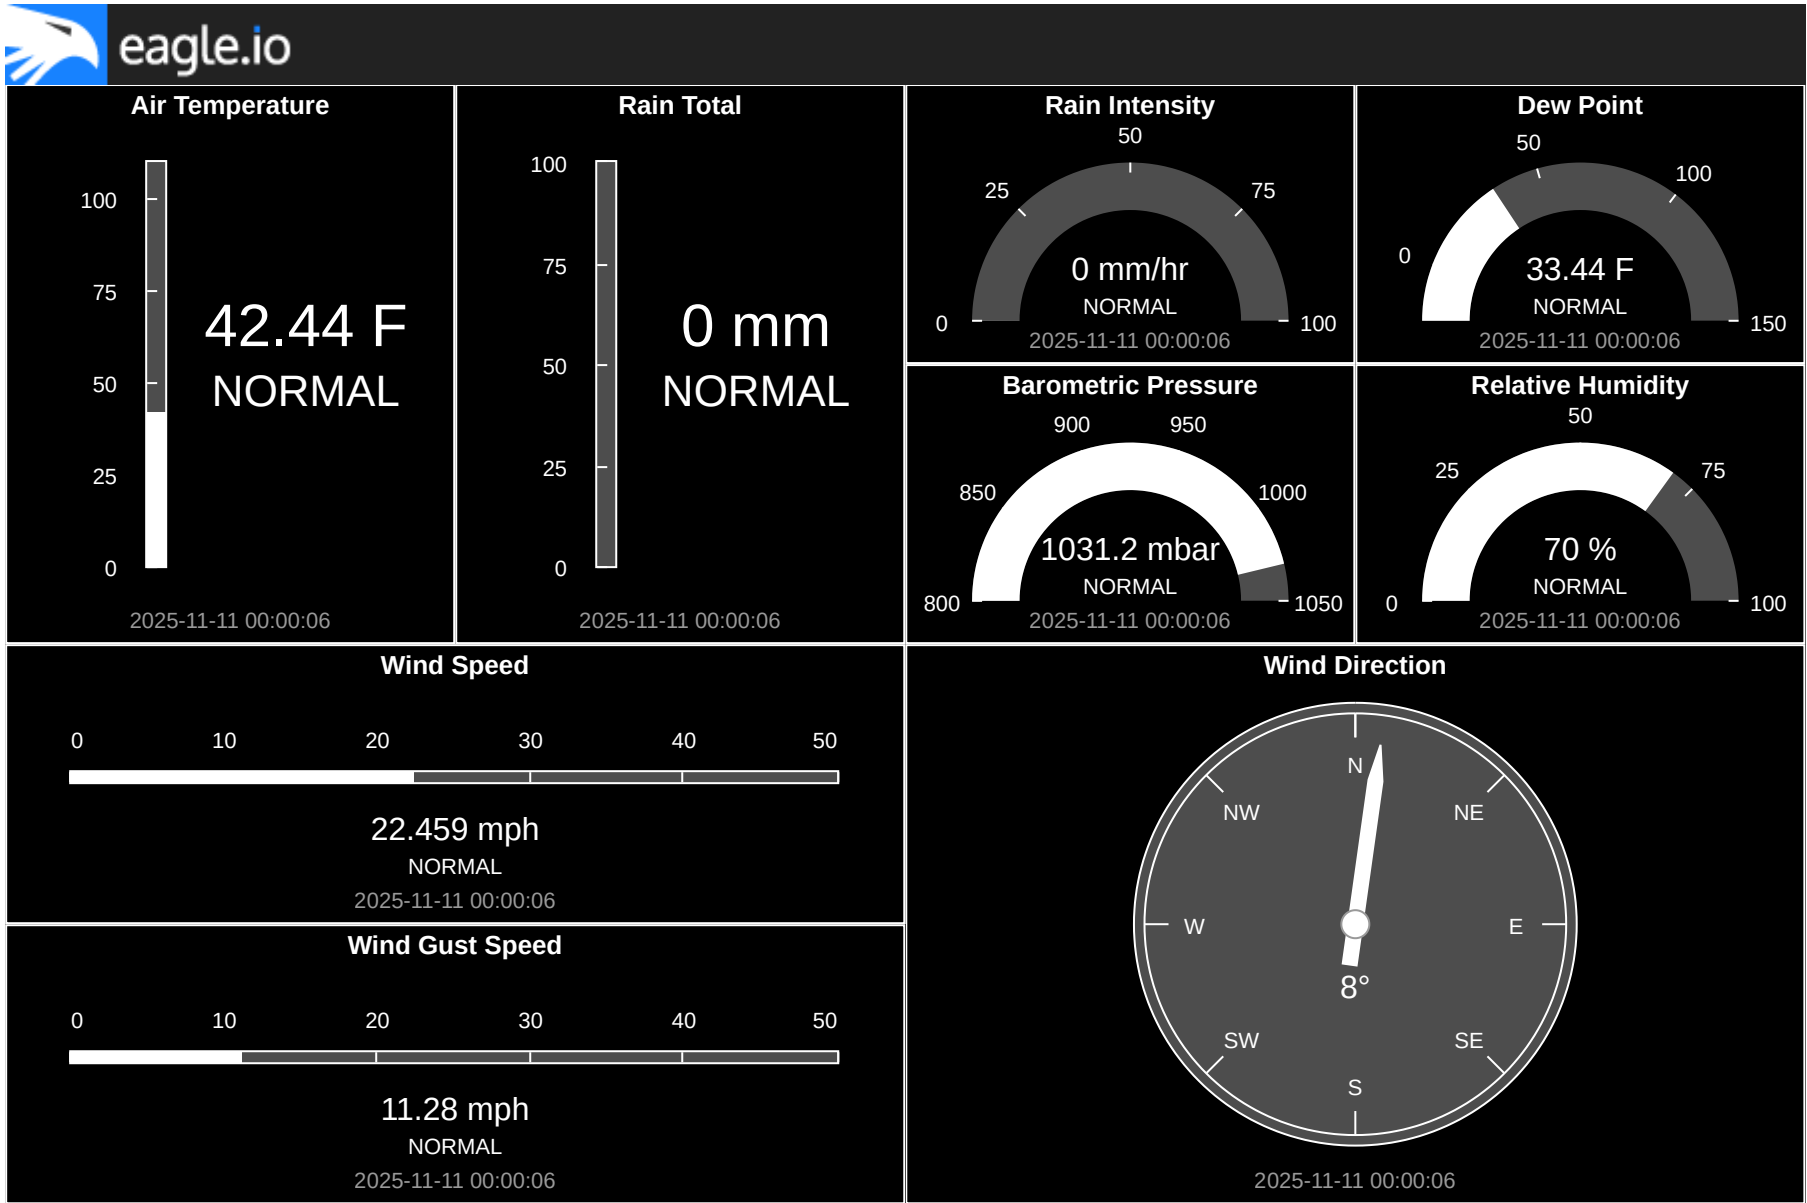 eagle.io
Air Temperature
100
75
50
25
0
42.44 F
NORMAL
2025-11-11 00:00:06
Rain Total
100
75
50
25
0
0 mm
NORMAL
2025-11-11 00:00:06
Rain Intensity
0
25
50
75
100
0 mm/hr
NORMAL
2025-11-11 00:00:06
Dew Point
0
50
100
150
33.44 F
NORMAL
2025-11-11 00:00:06
Barometric Pressure
800
850
900
950
1000
1050
1031.2 mbar
NORMAL
2025-11-11 00:00:06
Relative Humidity
0
25
50
75
100
70 %
NORMAL
2025-11-11 00:00:06
Wind Speed
0 10 20 30 40 50
22.459 mph
NORMAL
2025-11-11 00:00:06
Wind Gust Speed
0 10 20 30 40 50
11.28 mph
NORMAL
2025-11-11 00:00:06
Wind Direction
N
NW NE
W E
8°
SW SE
S
2025-11-11 00:00:06